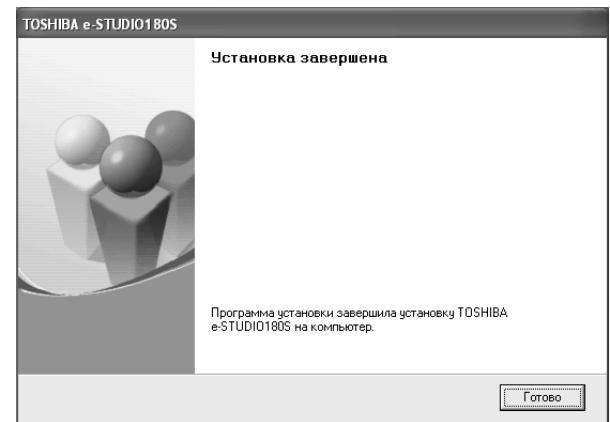 TOSHIBA e-STUDIO180S
Установка завершена
Программа установки завершила установку TOSHIBA
e-STUDIO180S на компьютер.
Готово